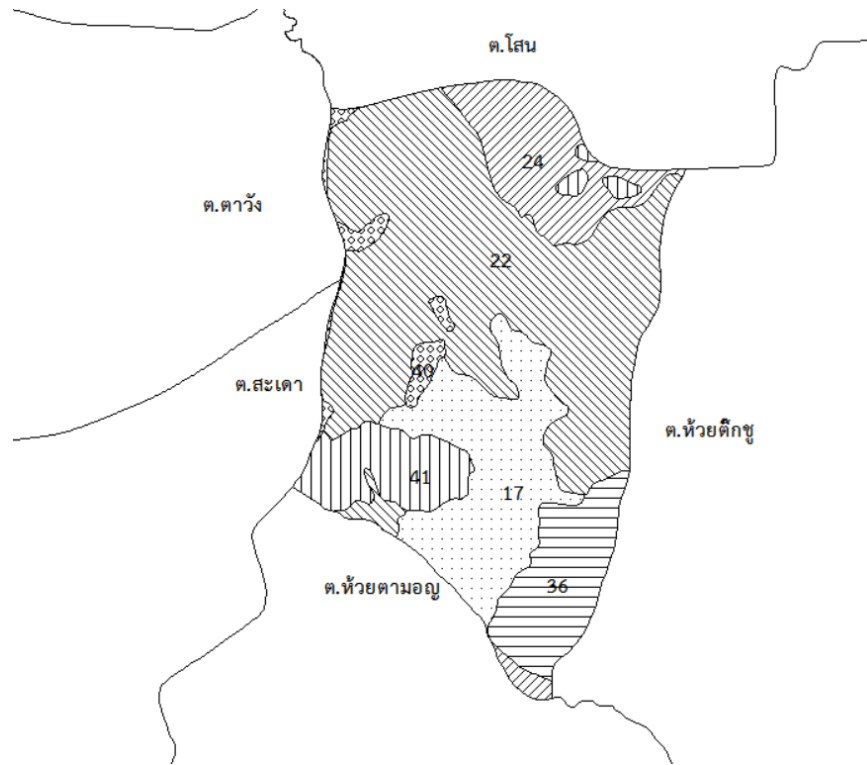 ต.โสน
24
ต.ตาวัง
22
40
ต.สะเดา
ต.ห้วยติ๊กชู
41
17
ต.ห้วยตามอญ
36